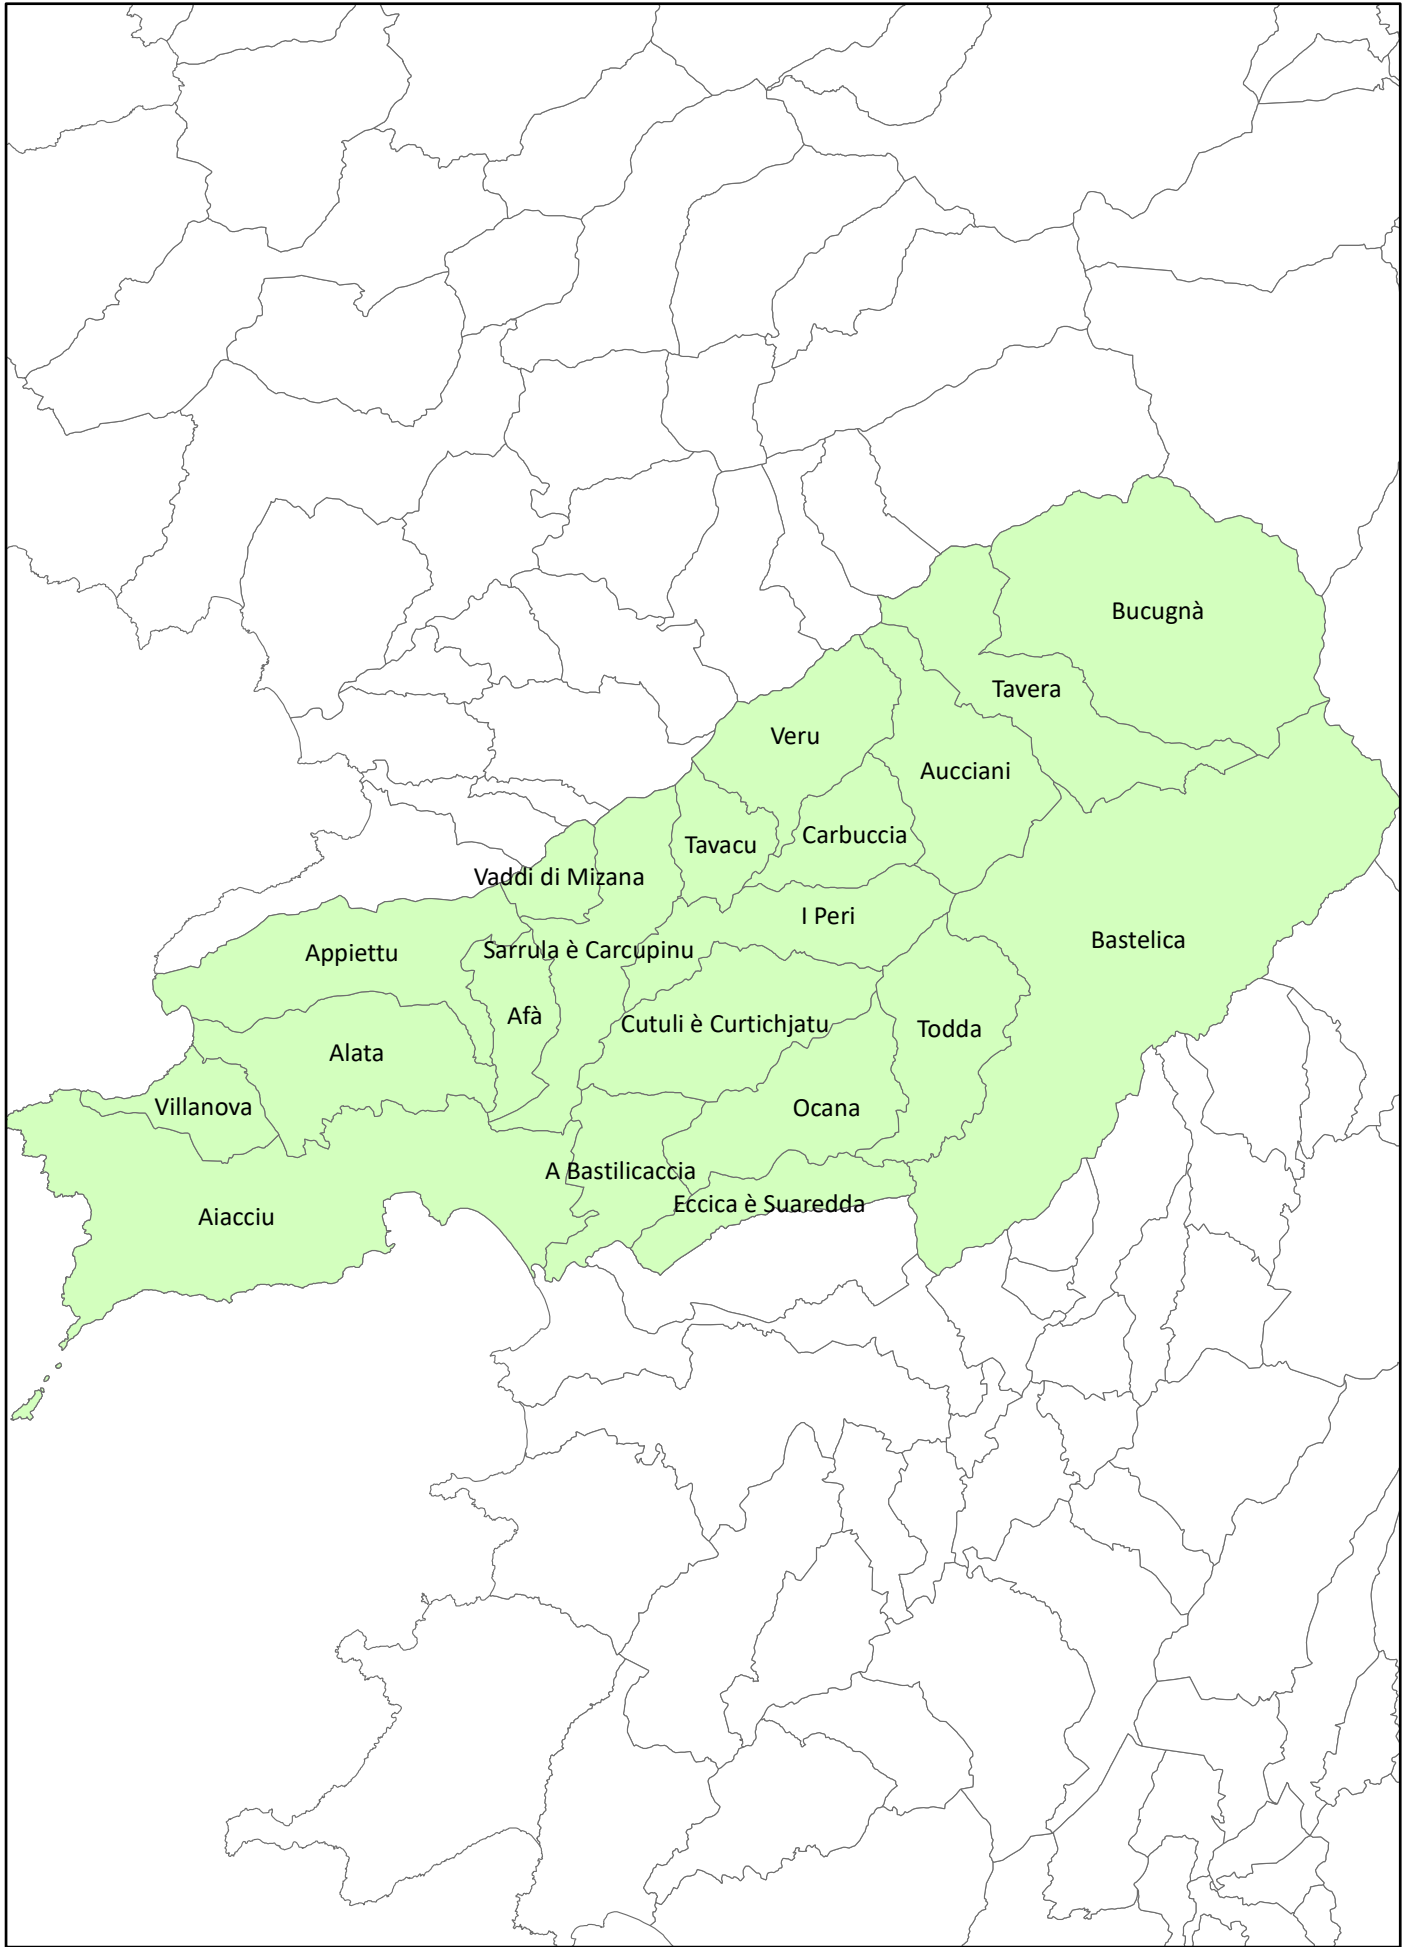 Bucugnà
Tavera
Veru
Aucciani
Carbuccia
Tavacu
Vaddi di Mizana
I Peri
Bastelica
Appiettu
Sarrula è Carcupinu
Afà
Cutuli è Curtichjatu
Todda
Alata
Villanova
Ocana
A Bastilicaccia
Eccica è Suaredda
Aiacciu